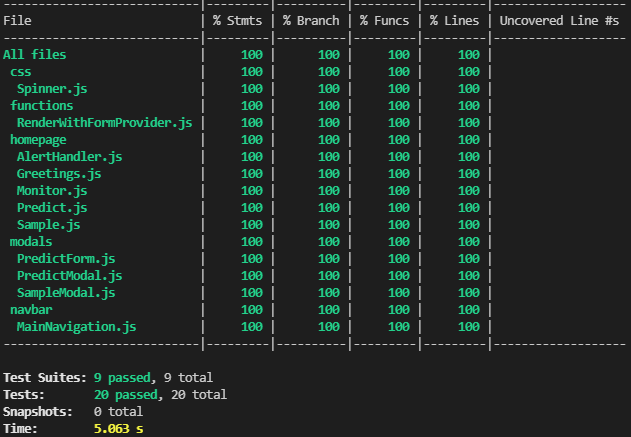 --------------------------|---------|----------|---------|---------|-------------------
File                      | % Stmts | % Branch | % Funcs | % Lines | Uncovered Line #s
--------------------------|---------|----------|---------|---------|-------------------
All files                 |     100 |      100 |     100 |     100 |
 css                      |     100 |      100 |     100 |     100 |
  Spinner.js              |     100 |      100 |     100 |     100 |
 functions                |     100 |      100 |     100 |     100 |
  RenderWithFormProvider.js |     100 |      100 |     100 |     100 |
 homepage                 |     100 |      100 |     100 |     100 |
  AlertHandler.js         |     100 |      100 |     100 |     100 |
  Greetings.js            |     100 |      100 |     100 |     100 |
  Monitor.js              |     100 |      100 |     100 |     100 |
  Predict.js              |     100 |      100 |     100 |     100 |
  Sample.js               |     100 |      100 |     100 |     100 |
 modals                   |     100 |      100 |     100 |     100 |
  PredictForm.js          |     100 |      100 |     100 |     100 |
  PredictModal.js         |     100 |      100 |     100 |     100 |
  SampleModal.js          |     100 |      100 |     100 |     100 |
 navbar                   |     100 |      100 |     100 |     100 |
  MainNavigation.js       |     100 |      100 |     100 |     100 |
--------------------------|---------|----------|---------|---------|-------------------
Test Suites: 9 passed, 9 total
Tests:       20 passed, 20 total
Snapshots:   0 total
Time:        5.063 s